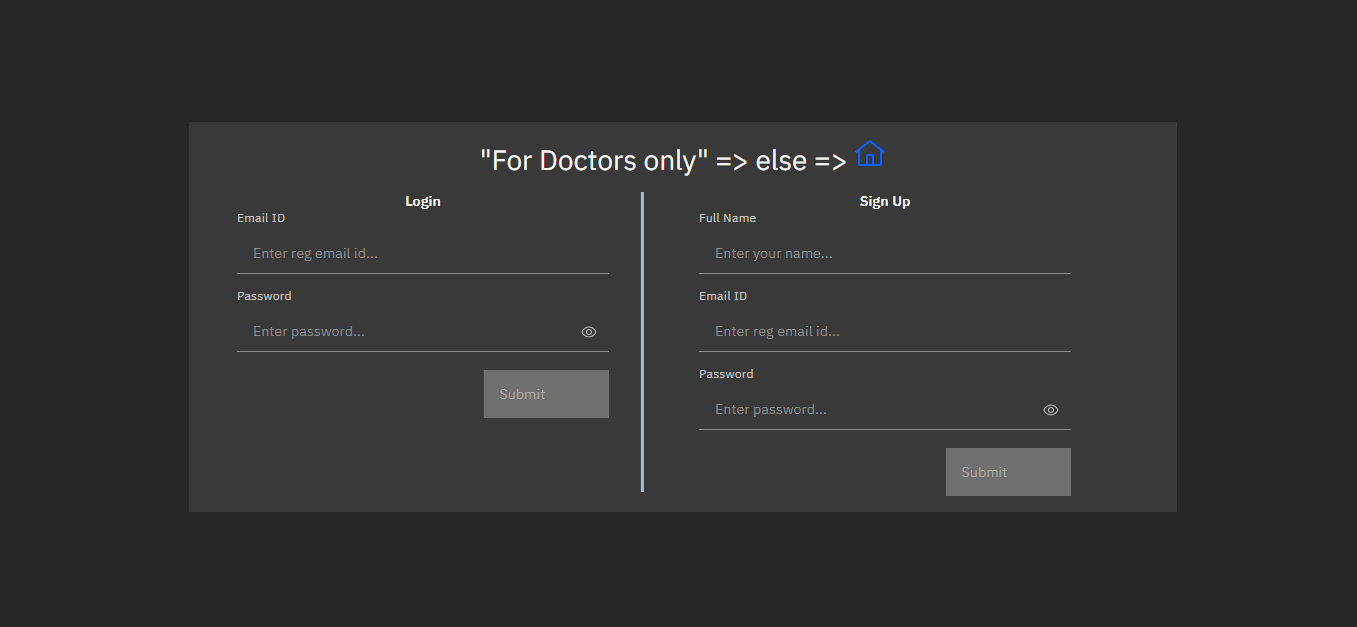 "For Doctors only" => else =>
Login
Email ID
Enter reg email id...
Password
Enter password...
Submit
Sign Up
Full Name
Enter your name...
Email ID
Enter reg email id...
Password
Enter password...
Submit